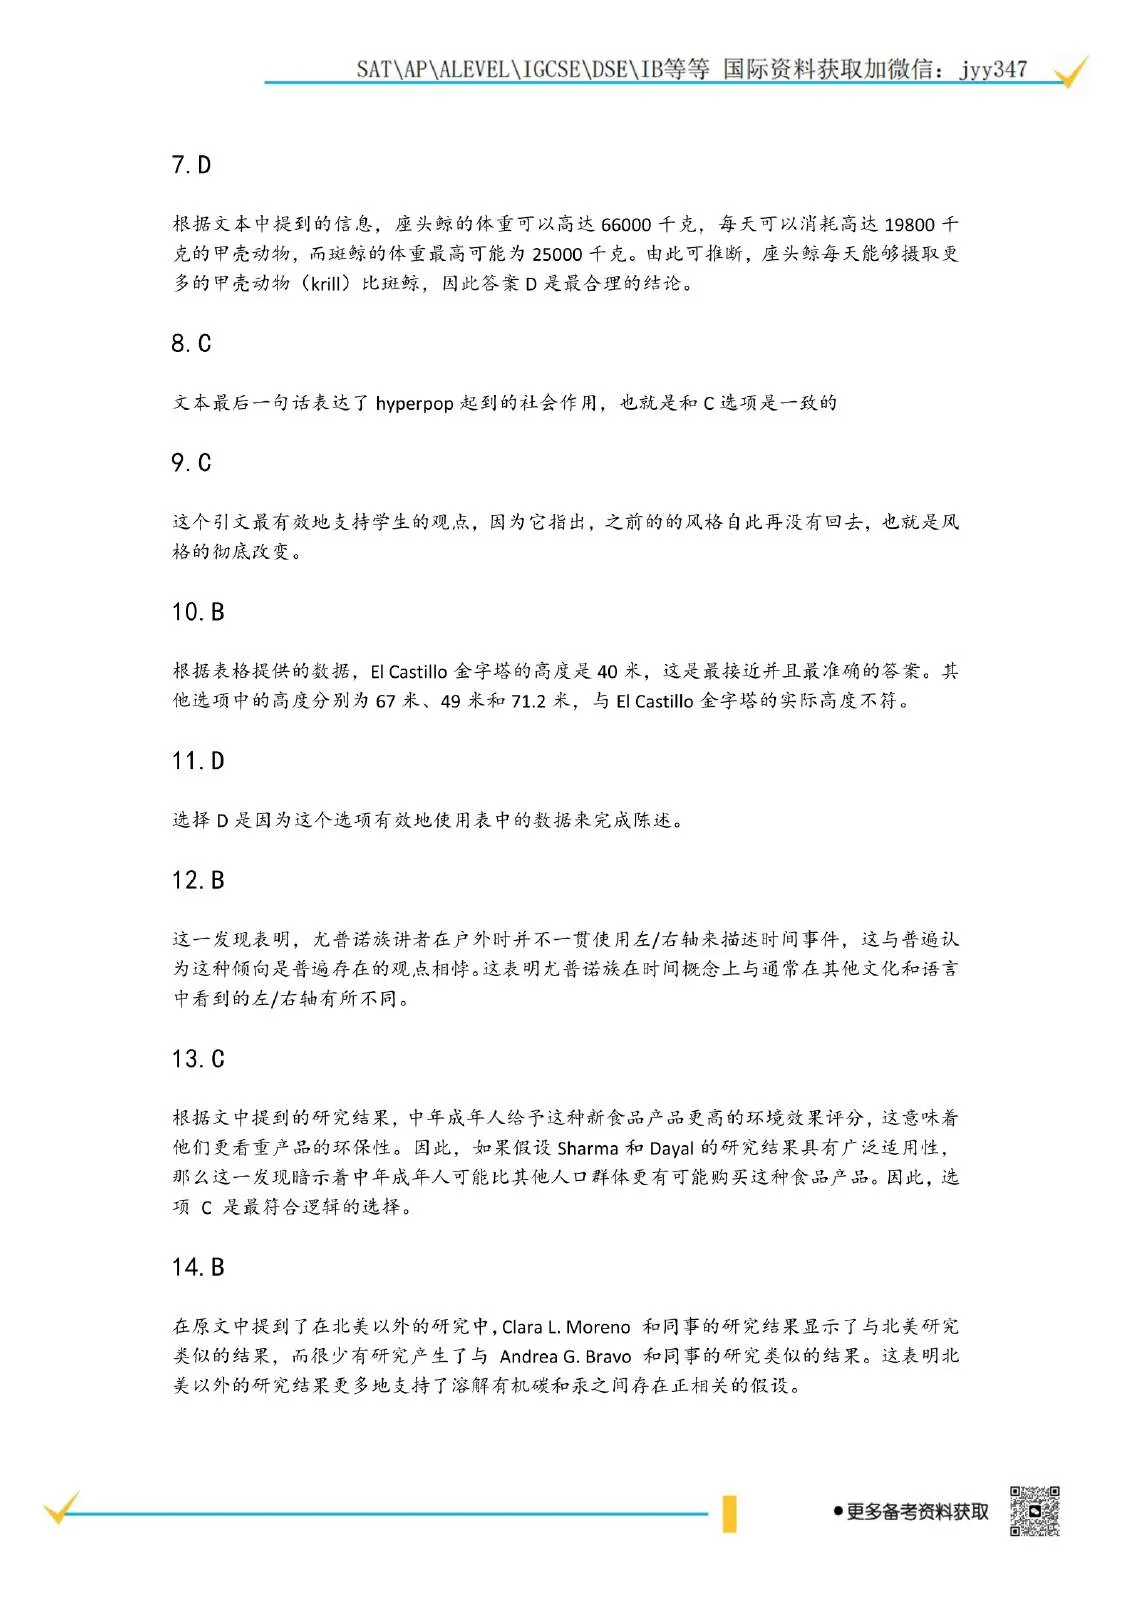 SAT\AP\ALEVEL\IGCSE\DSE\IB等等 国际资料获取加微信：jyy347
7. D
根据文本中提到的信息，座头鲸的体重可以高达 66000 千克，每天可以消耗高达 19800 千
克的甲壳动物，而斑鲸的体重最高可能为 25000 千克。由此可推断，座头鲸每天能够摄取更
多的甲壳动物（krill）比斑鲸，因此答案 D 是最合理的结论。
8. C
文本最后一句话表达了 hyperpop 起到的社会作用，也就是和 C 选项是一致的
9. C
这个引文最有效地支持学生的观点，因为它指出，之前的的风格自此再没有回去，也就是风
格的彻底改变。
10. B
根据表格提供的数据，El Castillo 金字塔的高度是 40 米，这是最接近并且最准确的答案。其
他选项中的高度分别为 67 米、49 米和 71.2 米，与 El Castillo 金字塔的实际高度不符。
11. D
选择 D 是因为这个选项有效地使用表中的数据来完成陈述。
12. B
这一发现表明，尤普诺族讲者在户外时并不一贯使用左/右轴来描述时间事件，这与普遍认
为这种倾向是普遍存在的观点相悖。这表明尤普诺族在时间概念上与通常在其他文化和语言
中看到的左/右轴有所不同。
13. C
根据文中提到的研究结果，中年成年人给予这种新食品产品更高的环境效果评分，这意味着
他们更看重产品的环保性。因此，如果假设 Sharma 和 Dayal 的研究结果具有广泛适用性，
那么这一发现暗示着中年成年人可能比其他人口群体更有可能购买这种食品产品。因此，选
项 C 是最符合逻辑的选择。
14. B
在原文中提到了在北美以外的研究中，Clara L. Moreno 和同事的研究结果显示了与北美研究
类似的结果，而很少有研究产生了与 Andrea G. Bravo 和同事的研究类似的结果。这表明北
美以外的研究结果更多地支持了溶解有机碳和汞之间存在正相关的假设。
●更多备考资料获取